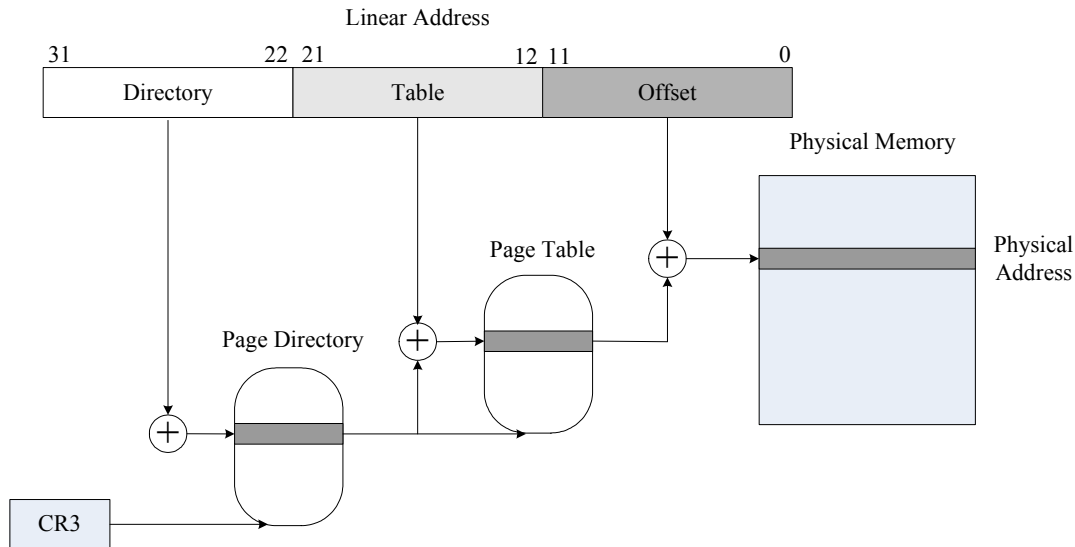 Linear Address
31 22 21 12 11 0
Directory Table Offset
Physical Memory
Page Table
Physical
Address
Page Directory
CR3